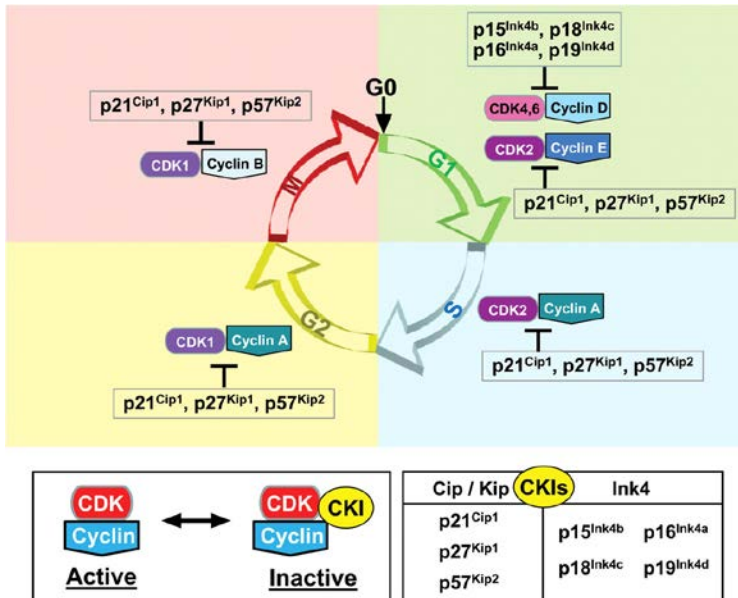 p15Ink4b, p18Ink4c
p16Ink4a, p19Ink4d
G0
p21Cip1, p27Kip1, p57Kip2
CDK4,6 Cyclin D
CDK1 Cyclin B
CDK2 Cyclin E
M
G1
p21Cip1, p27Kip1, p57Kip2
G2
S
CDK2 Cyclin A
CDK1 Cyclin A
p21Cip1, p27Kip1, p57Kip2
p21Cip1, p27Kip1, p57Kip2
CDK
Cyclin
Active
CDK CKI
Cyclin
Inactive
Cip / Kip CKIs Ink4
p21Cip1
p27Kip1
p57Kip2
p15Ink4b p16Ink4a
p18Ink4c p19Ink4d